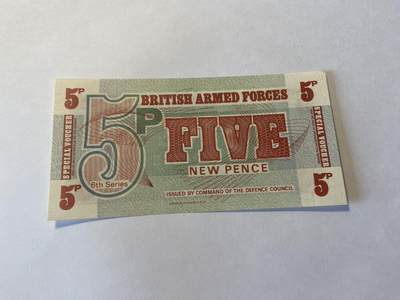 5P
BRITISH ARMED FORCES
5P
SPECIAL VOUCHER
5P
FIVE
SPECIAL VOUCHER
NEW PENCE
6th Series
ISSUED BY COMMAND OF THE DEFENCE COUNCIL
5P
5P